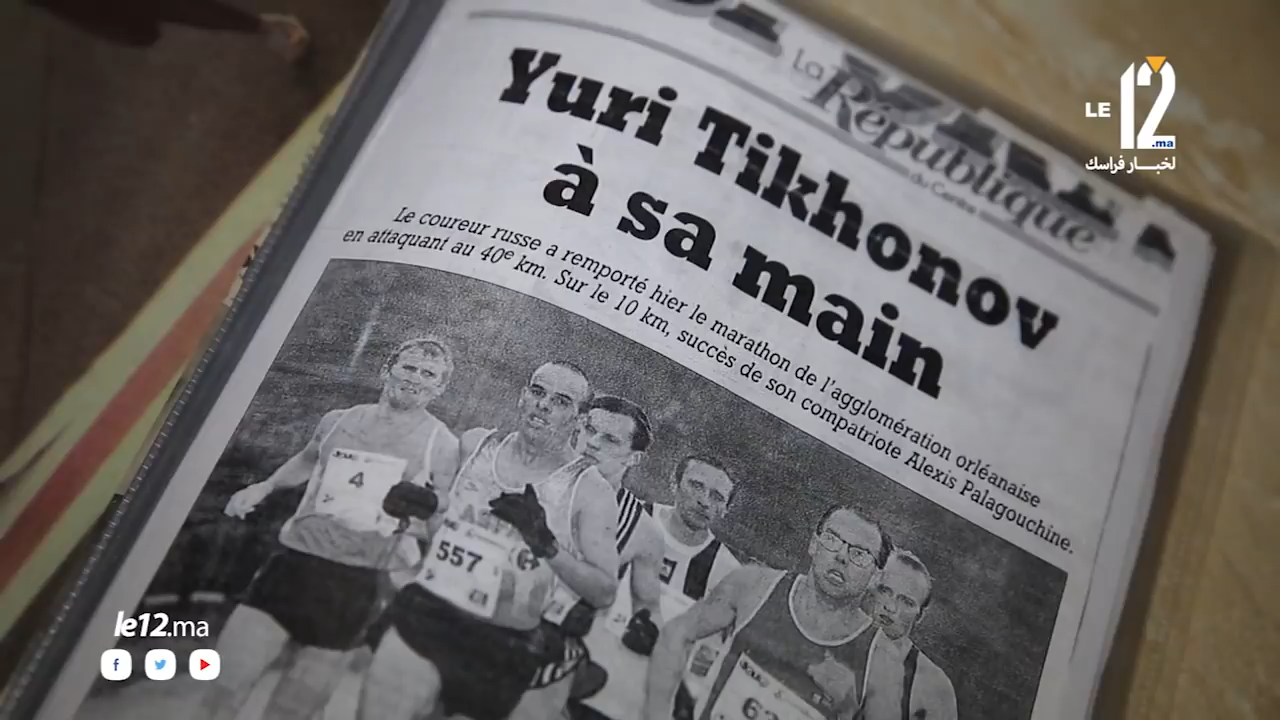 La
République
du Centre
Yuri Tikhonov
à sa main
Le coureur russe a remporté hier le marathon de l'agglomération orléanaise
en attaquant au 40e km. Sur le 10 km, succès de son compatriote Alexis Palagouchine.
4
557
LE 12
.ma
لخبـار فراسك
le12.ma